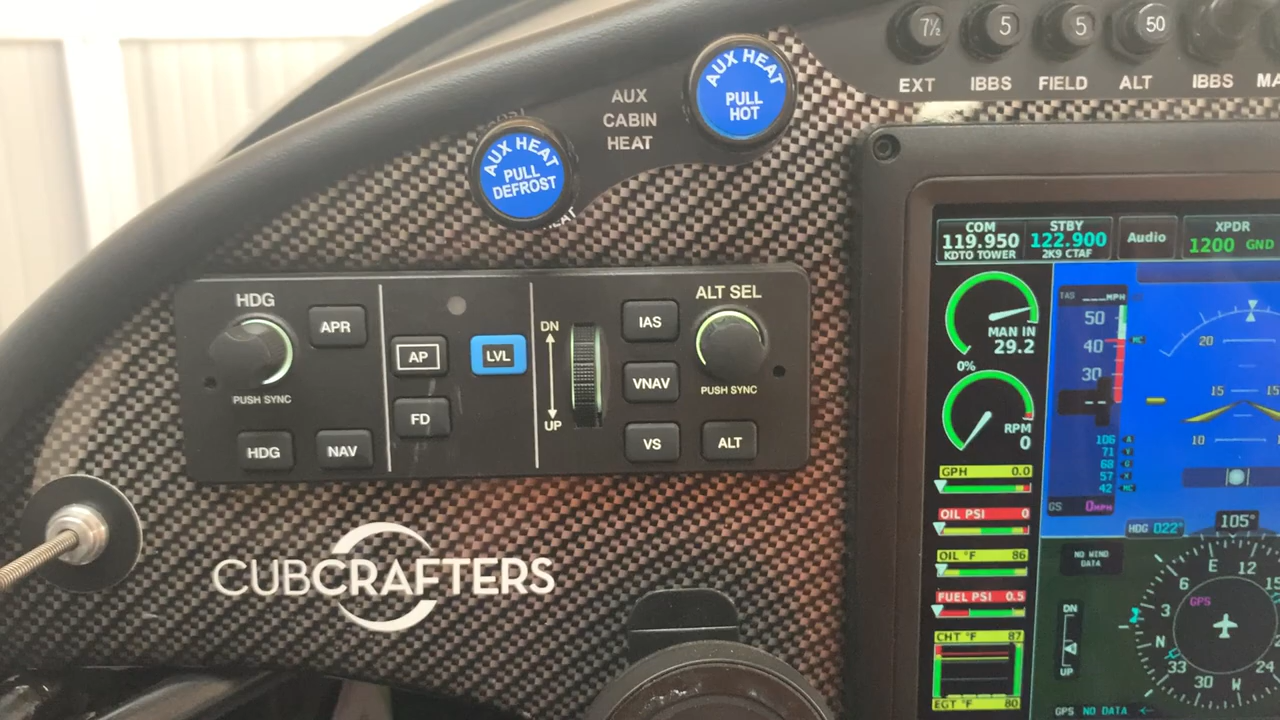 7½ 5 5 50
EXT IBBS FIELD ALT IBBS
AUX HEAT
PULL
HOT
AUX
CABIN
HEAT
AUX HEAT
PULL
DEFROST
HDG
APR
PUSH SYNC
HDG NAV
AP
LVL
FD
DN
UP
IAS
VNAV
VS
ALT SEL
PUSH SYNC
ALT
CUBCRAFTERS
COM
119.950
KDTO TOWER
STBY
122.900
2K9 CTAF
Audio
XPDR
1200 GND
MAN IN
29.2
0%
RPM
0
GPH 0.0
OIL PSI 0
OIL °F 86
FUEL PSI 0.5
CHT °F 87
EGT °F 80
TAS MPH
50
40
30
MC
106 A
71 Y
68 G
57 X
42 MC
GS 0MPH
20
15 15
10
HDG 022°
105°
NO WIND
DATA
DN
UP
GPS
N 3 6 E 12 15
33 30 W 24
GPS NO DATA